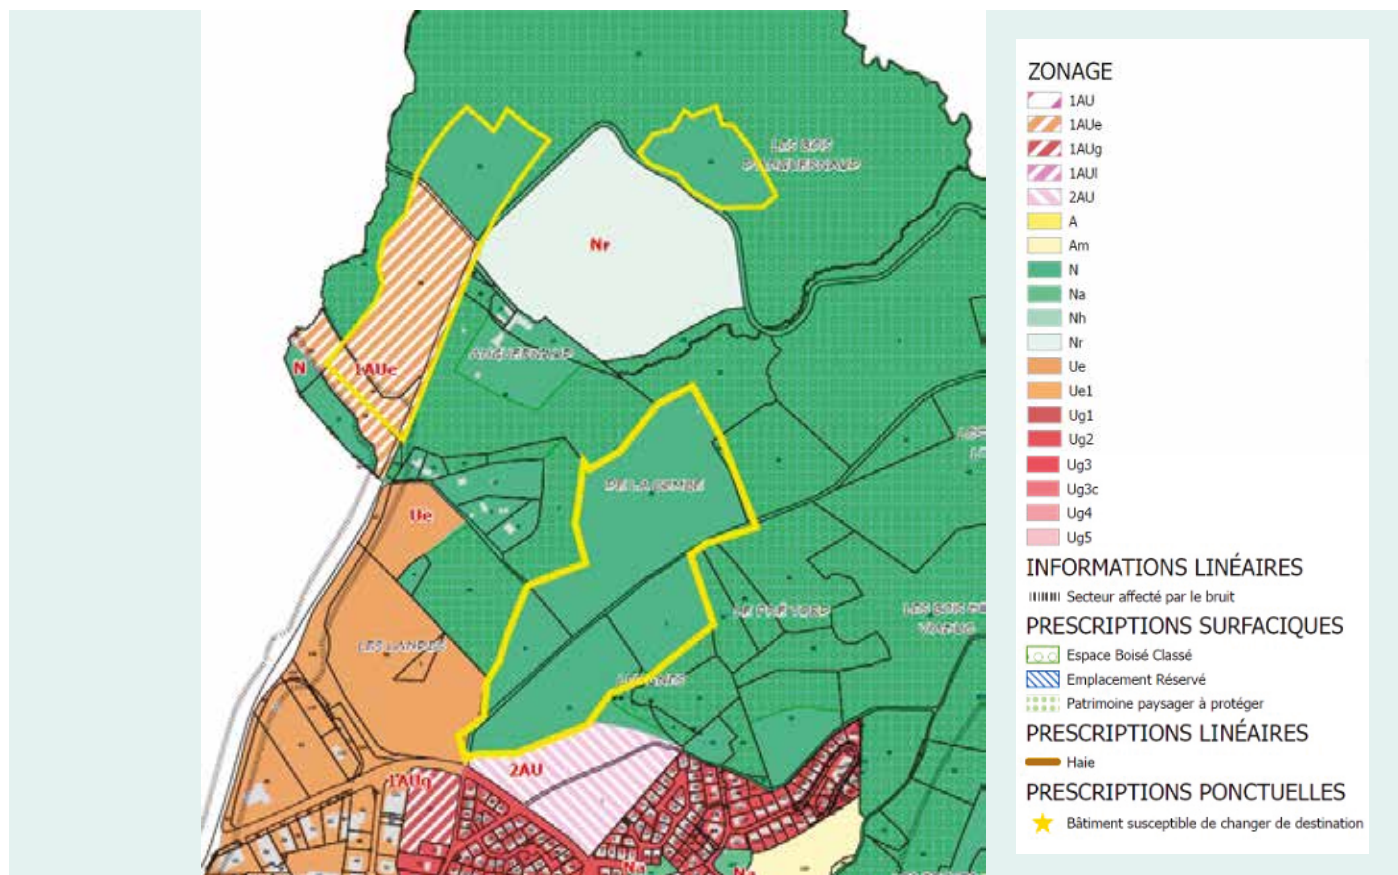 Nr
N
1AUe
Ue
LES LANDES
2AU
1AUg
Na
ZONAGE
1AU
1AUe
1AUg
1AUl
2AU
A
Am
N
Na
Nh
Nr
Ue
Ue1
Ug1
Ug2
Ug3
Ug3c
Ug4
Ug5
INFORMATIONS LINÉAIRES
Secteur affecté par le bruit
PRESCRIPTIONS SURFACIQUES
Espace Boisé Classé
Emplacement Réservé
Patrimoine paysager à protéger
PRESCRIPTIONS LINÉAIRES
Haie
PRESCRIPTIONS PONCTUELLES
Bâtiment susceptible de changer de destination